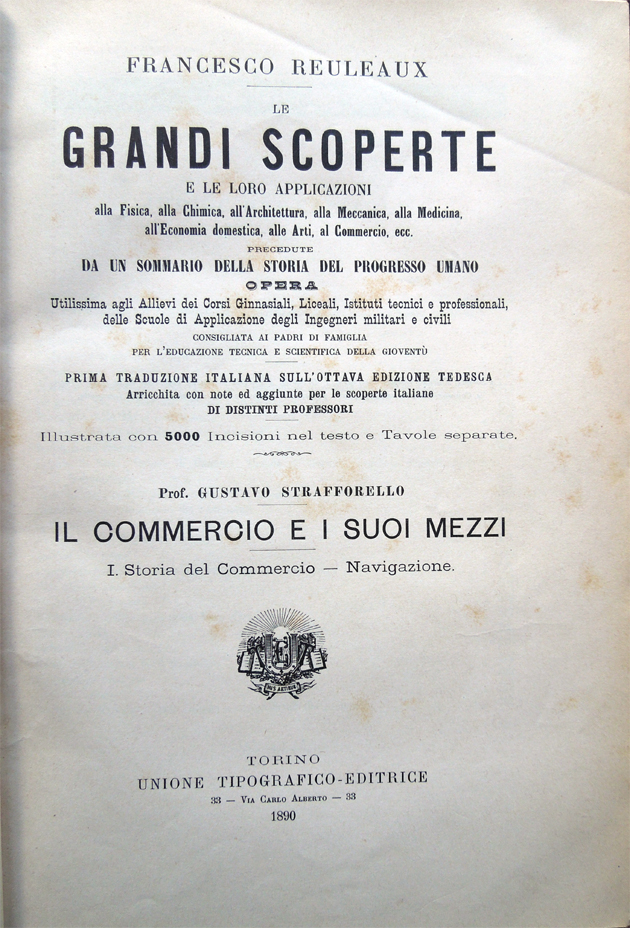 FRANCESCO REULEAUX
LE
GRANDI SCOPERTE
E LE LORO APPLICAZIONI
alla Fisica, alla Chimica, all'Architettura, alla Meccanica, alla Medicina,
all'Economia domestica, alle Arti, al Commercio, ecc.
PRECEDUTE
DA UN SOMMARIO DELLA STORIA DEL PROGRESSO UMANO
OPERA
Utilissima agli Allievi dei Corsi Ginnasiali, Liceali, Istituti tecnici e professionali,
delle Scuole di Applicazione degli Ingegneri militari e civili
CONSIGLIATA AI PADRI DI FAMIGLIA
PER L'EDUCAZIONE TECNICA E SCIENTIFICA DELLA GIOVENTÙ
PRIMA TRADUZIONE ITALIANA SULL'OTTAVA EDIZIONE TEDESCA
Arricchita con note ed aggiunte per le scoperte italiane
DI DISTINTI PROFESSORI
Illustrata con 5000 Incisioni nel testo e Tavole separate.
Prof. GUSTAVO STRAFFORELLO
IL COMMERCIO E I SUOI MEZZI
I. Storia del Commercio — Navigazione.
TORINO
UNIONE TIPOGRAFICO-EDITRICE
33 — VIA CARLO ALBERTO — 33
1890